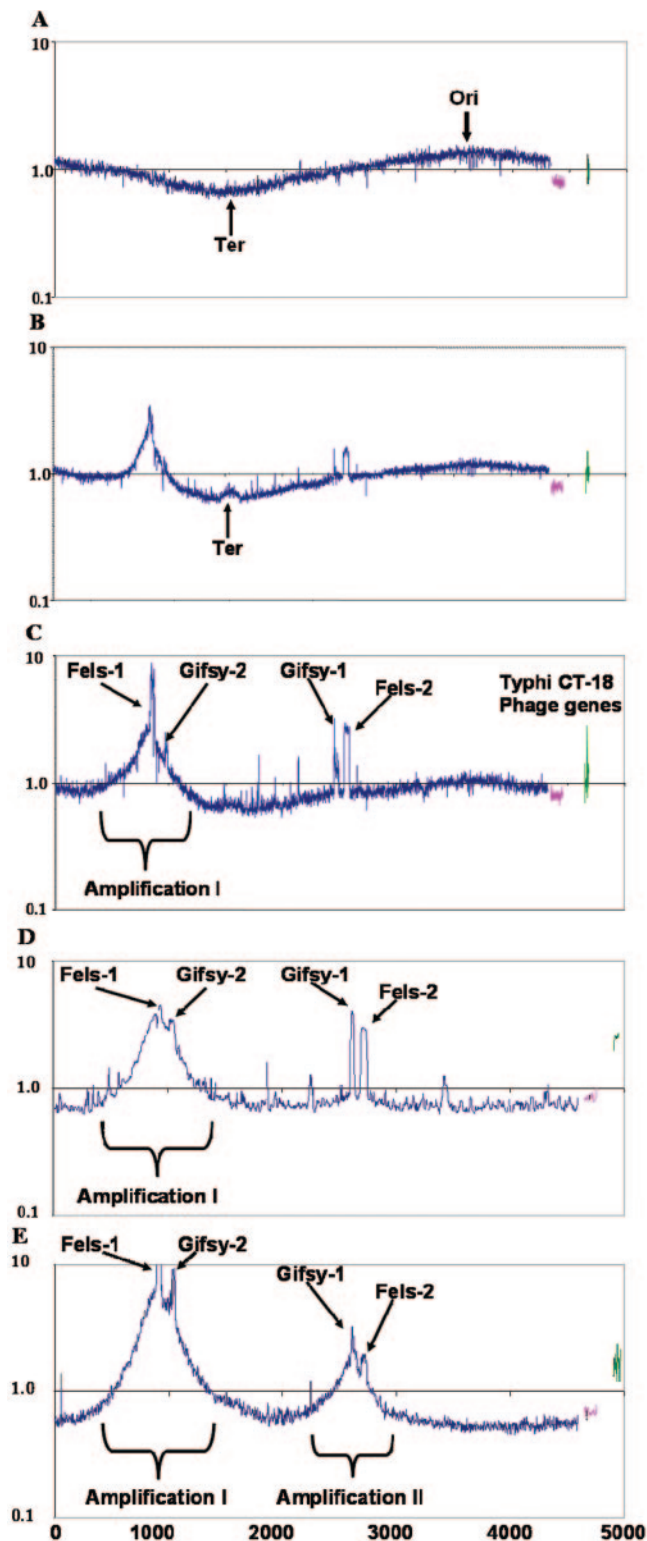 A
10
Ori
1.0
Ter
0.1
B
10
1.0
Ter
0.1
C
10
Fels-1
Gifsy-2
Gifsy-1
Fels-2
Typhi CT-18
Phage genes
1.0
Amplification I
0.1
D
10
Fels-1
Gifsy-2
Gifsy-1
Fels-2
1.0
Amplification I
0.1
E
Fels-1
Gifsy-2
10
Gifsy-1
Fels-2
1.0
Amplification I
Amplification II
0.1
0 1000 2000 3000 4000 5000